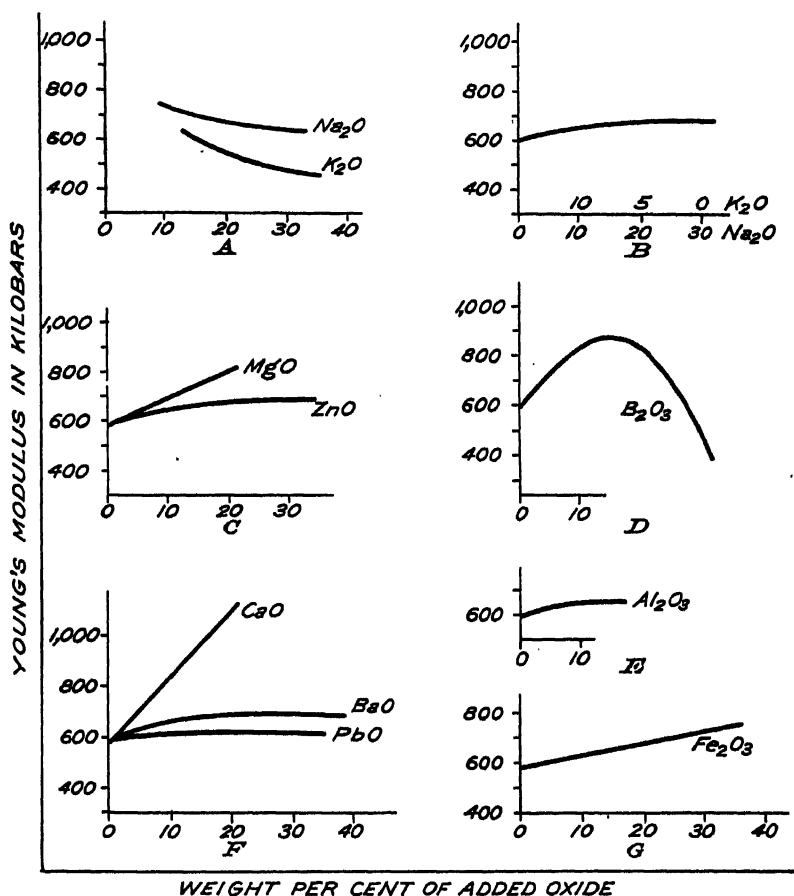 YOUNG'S MODULUS IN KILOBARS
1,000
800
600
400
Na₂O
K₂O
0 10 20 30 40
A
1,000
800
600
400
10 5 0 K₂O
0 10 20 30 Na₂O
B
1,000
800
600
400
MgO
ZnO
0 10 20 30
C
1,000
800
600
400
B₂O₃
0 10
D
1,000
800
600
400
CaO
BaO
PbO
0 10 20 30 40
F
600
Al₂O₃
0 10
E
800
600
400
Fe₂O₃
0 10 20 30 40
G
WEIGHT PER CENT OF ADDED OXIDE